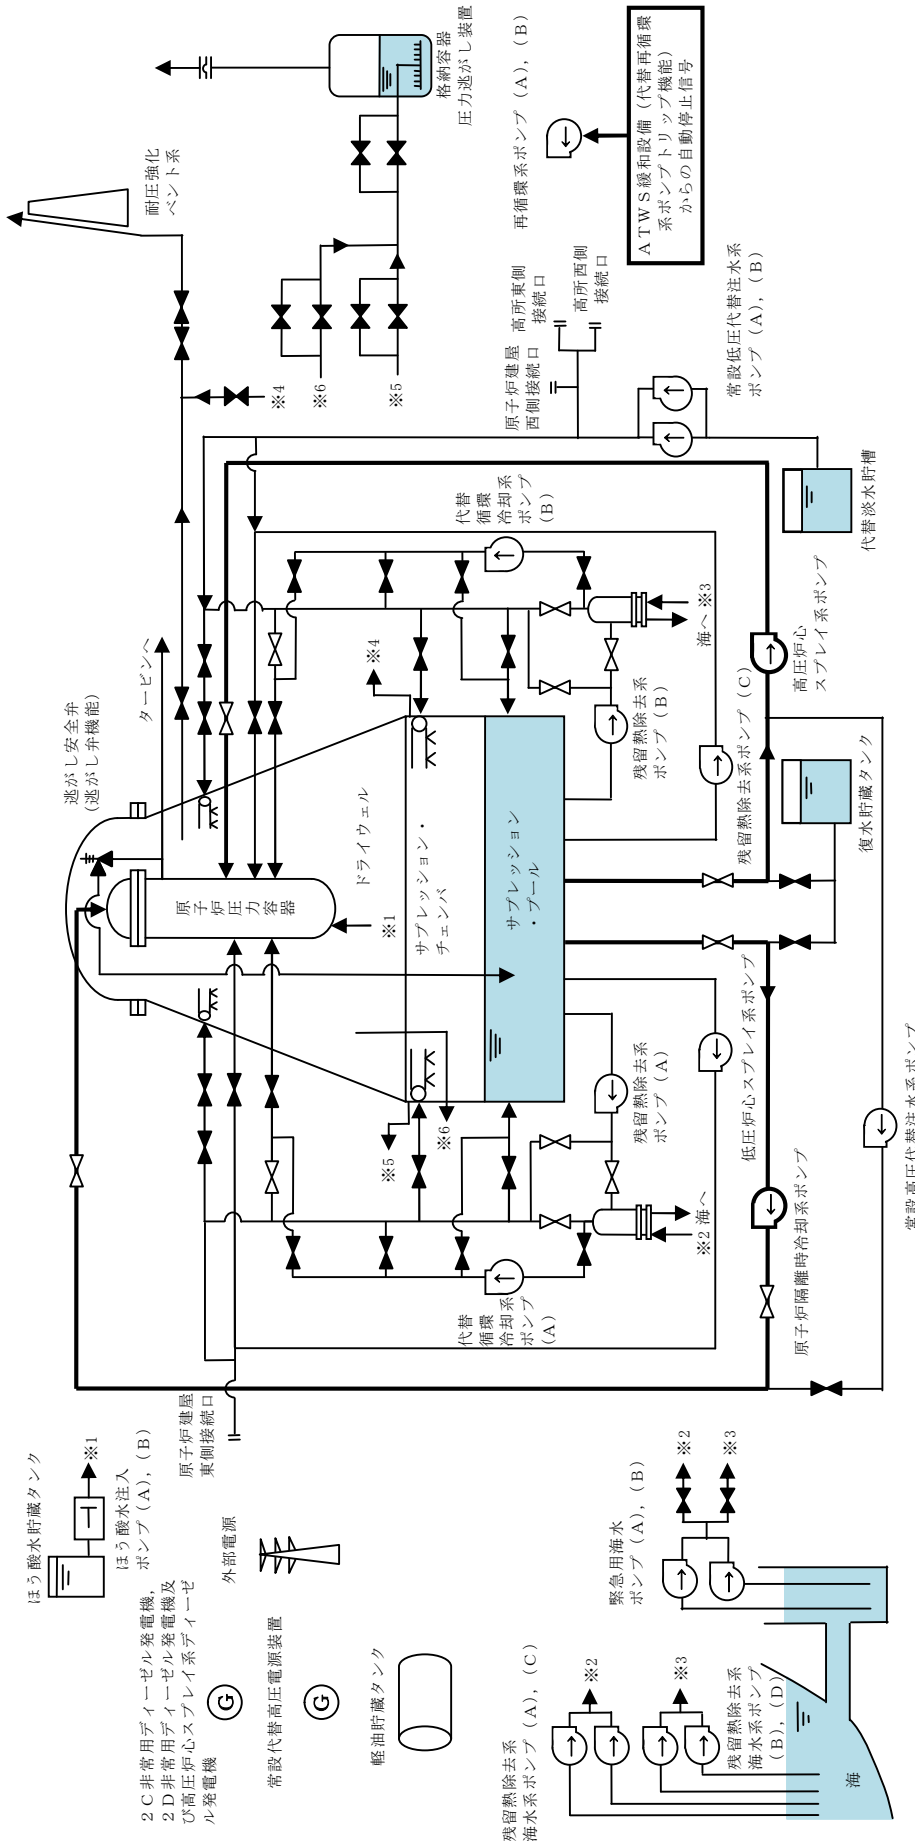 ほう酸水貯蔵タンク
※1
ほう酸水注入
ポンプ（A），（B）
2C非常用ディーゼル発電機，
2D非常用ディーゼル発電機及
び高圧炉心スプレイ系ディーゼ
ル発電機
G
外部電源
常設代替高圧電源装置
G
軽油貯蔵タンク
残留熱除去系
海水系ポンプ（A），（C）
※2
※3
残留熱除去系
海水系ポンプ
（B），（D）
海
緊急用海水
ポンプ（A），（B）
※2
※3
原子炉建屋
東側接続口
逃がし安全弁
（逃がし弁機能）
タービンへ
原子炉圧力容器
※1
ドライウェル
サプレッション・
チェンバ
サプレッション
・プール
※4
※5
※6
代替
循環
冷却系
ポンプ
（A）
残留熱除去系
ポンプ（A）
※2
海へ
低圧炉心スプレイ系ポンプ
原子炉隔離時冷却系ポンプ
常設高圧代替注水系ポンプ
代替
循環
冷却系
ポンプ
（B）
残留熱除去系
ポンプ（B）
海へ
※3
残留熱除去系ポンプ（C）
高圧炉心
スプレイ系ポンプ
復水貯蔵タンク
代替淡水貯槽
常設低圧代替注水系
ポンプ（A），（B）
原子炉建屋
西側接続口
高所東側
接続口
高所西側
接続口
耐圧強化
ベント系
※4
※6
※5
格納容器
圧力逃がし装置
再循環系ポンプ（A），（B）
ATWS緩和設備（代替再循環
系ポンプトリップ機能）
からの自動停止信号